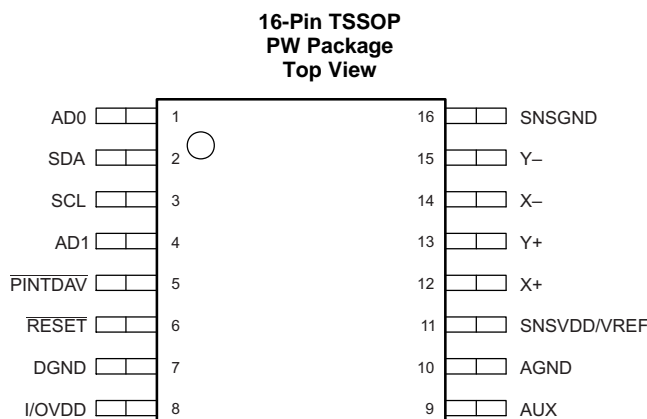 16-Pin TSSOP
PW Package
Top View
AD0 1 16 SNSGND
SDA 2 15 Y–
SCL 3 14 X–
AD1 4 13 Y+
PINTDAV 5 12 X+
RESET 6 11 SNSVDD/VREF
DGND 7 10 AGND
I/OVDD 8 9 AUX